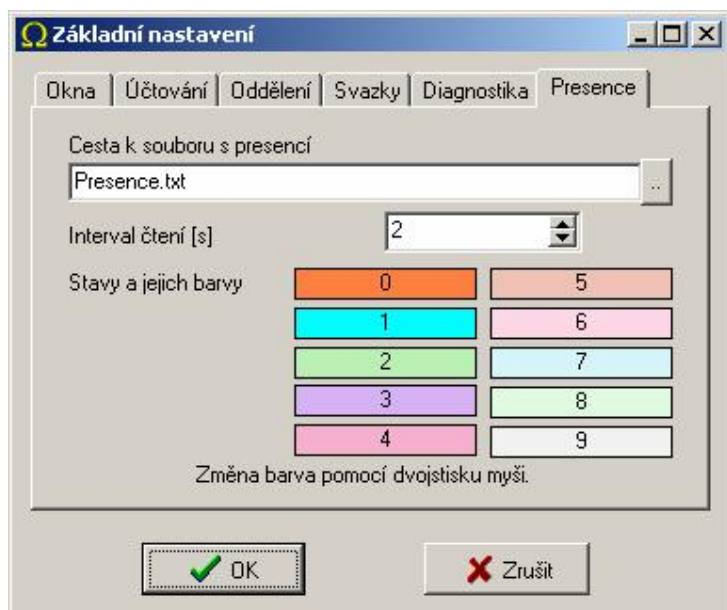 Ω Základní nastavení
Okna Účtování Oddělení Svazky Diagnostika Presence
Cesta k souboru s presencí
Presence.txt ..
Interval čtení [s] 2
Stavy a jejich barvy 0 5
1 6
2 7
3 8
4 9
Změna barva pomocí dvojstisku myši.
OK Zrušit